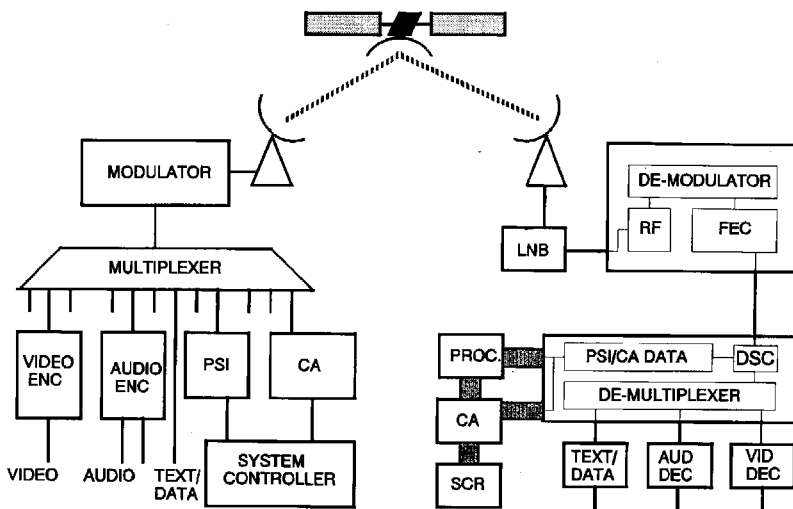 MODULATOR
MULTIPLEXER
VIDEO
ENC
AUDIO
ENC
PSI
CA
SYSTEM
CONTROLLER
VIDEO
AUDIO
TEXT/
DATA
DE-MODULATOR
RF
FEC
LNB
PROC.
PSI/CA DATA
DSC
DE-MULTIPLEXER
CA
SCR
TEXT/
DATA
AUD
DEC
VID
DEC